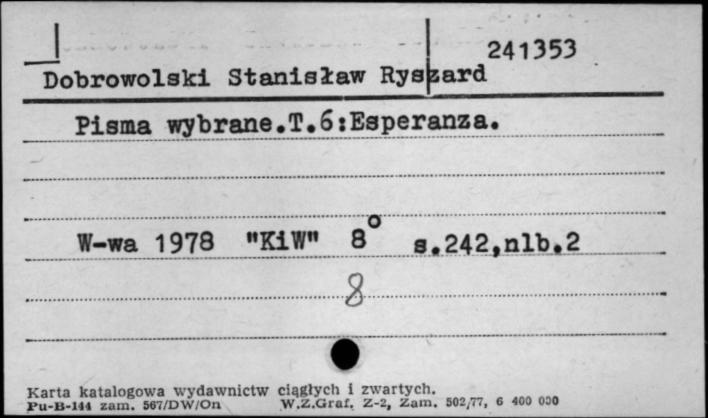 241353
Dobrowolski Stanisław Ryszard
Pisma wybrane.T.6:Esperanza.
W-wa 1978 "KiW" 8° s.242,nlb.2
8
Karta katalogowa wydawnictw ciągłych i zwartych.
Pu-B-144 zam. 567/DW/On W.Z.Graf. Z-2, Zam. 502/77, 6 400 000